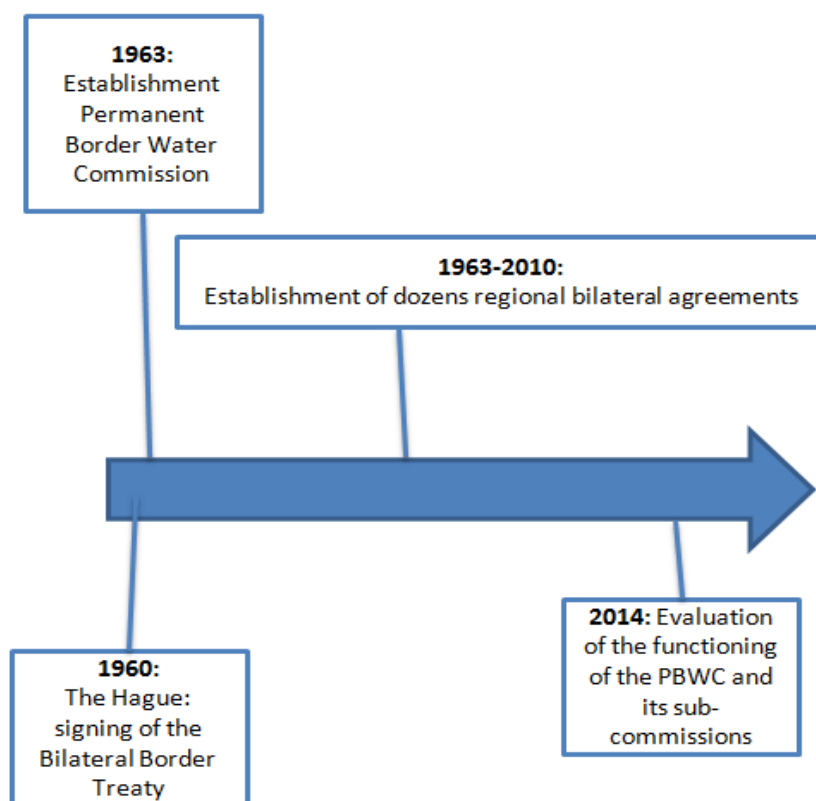 1963:
Establishment
Permanent
Border Water
Commission
1963-2010:
Establishment of dozens regional bilateral agreements
1960:
The Hague:
signing of the
Bilateral Border
Treaty
2014: Evaluation
of the functioning
of the PBWC and
its sub-
commissions